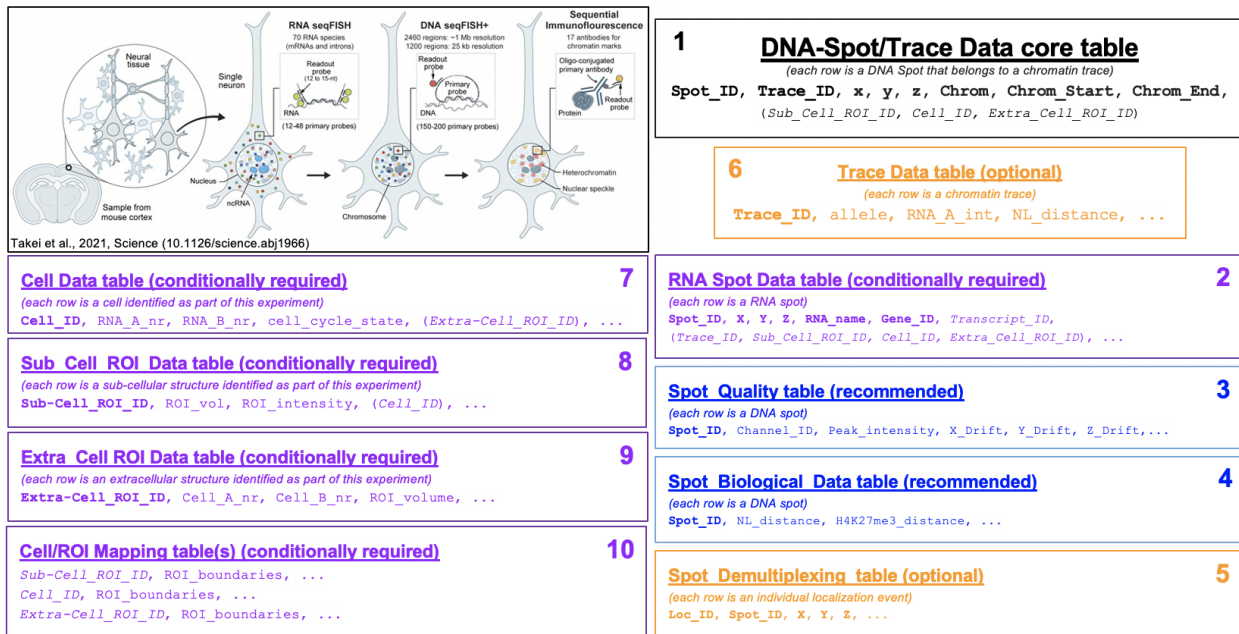 Neural
tissue
Single
neuron
Sample from
mouse cortex
RNA seqFISH
70 RNA species
(mRNAs and introns)
Readout
probe
(12 to 15-nt)
RNA
(12-48 primary probes)
Nucleus
ncRNA
DNA seqFISH+
2460 regions: ~1 Mb resolution
1200 regions: 25 kb resolution
Readout
probe
Primary
probe
DNA
(150-200 primary probes)
Chromosome
Sequential
Immunoflourescence
17 antibodies for
chromatin marks
Oligo-conjugated
primary antibody
Protein
Readout
probe
Heterochromatin
Nuclear speckle
Takei et al., 2021, Science (10.1126/science.abj1966)
1
DNA-Spot/Trace Data core table
(each row is a DNA Spot that belongs to a chromatin trace)
Spot_ID, Trace_ID, x, y, z, Chrom, Chrom_Start, Chrom_End,
(Sub_Cell_ROI_ID, Cell_ID, Extra_Cell_ROI_ID)
6
Trace Data table (optional)
(each row is a chromatin trace)
Trace_ID, allele, RNA_A_int, NL_distance, ...
Cell Data table (conditionally required)
7
(each row is a cell identified as part of this experiment)
Cell_ID, RNA_A_nr, RNA_B_nr, cell_cycle_state, (Extra-Cell_ROI_ID), ...
RNA Spot Data table (conditionally required)
2
(each row is a RNA spot)
Spot_ID, X, Y, Z, RNA_name, Gene_ID, Transcript_ID,
(Trace_ID, Sub_Cell_ROI_ID, Cell_ID, Extra_Cell_ROI_ID), ...
Sub_Cell_ROI_Data table (conditionally required)
8
(each row is a sub-cellular structure identified as part of this experiment)
Sub-Cell_ROI_ID, ROI_vol, ROI_intensity, (Cell_ID), ...
Spot_Quality table (recommended)
3
(each row is a DNA spot)
Spot_ID, Channel_ID, Peak_intensity, X_Drift, Y_Drift, Z_Drift,...
Extra_Cell ROI Data table (conditionally required)
9
(each row is an extracellular structure identified as part of this experiment)
Extra-Cell_ROI_ID, Cell_A_nr, Cell_B_nr, ROI_volume, ...
Spot_Biological_Data table (recommended)
4
(each row is a DNA spot)
Spot_ID, NL_distance, H4K27me3_distance, ...
Cell/ROI Mapping table(s) (conditionally required)
10
Sub-Cell_ROI_ID, ROI_boundaries, ...
Cell_ID, ROI_boundaries, ...
Extra-Cell_ROI_ID, ROI_boundaries, ...
Spot_Demultiplexing_table (optional)
5
(each row is an individual localization event)
Loc_ID, Spot_ID, X, Y, Z, ...